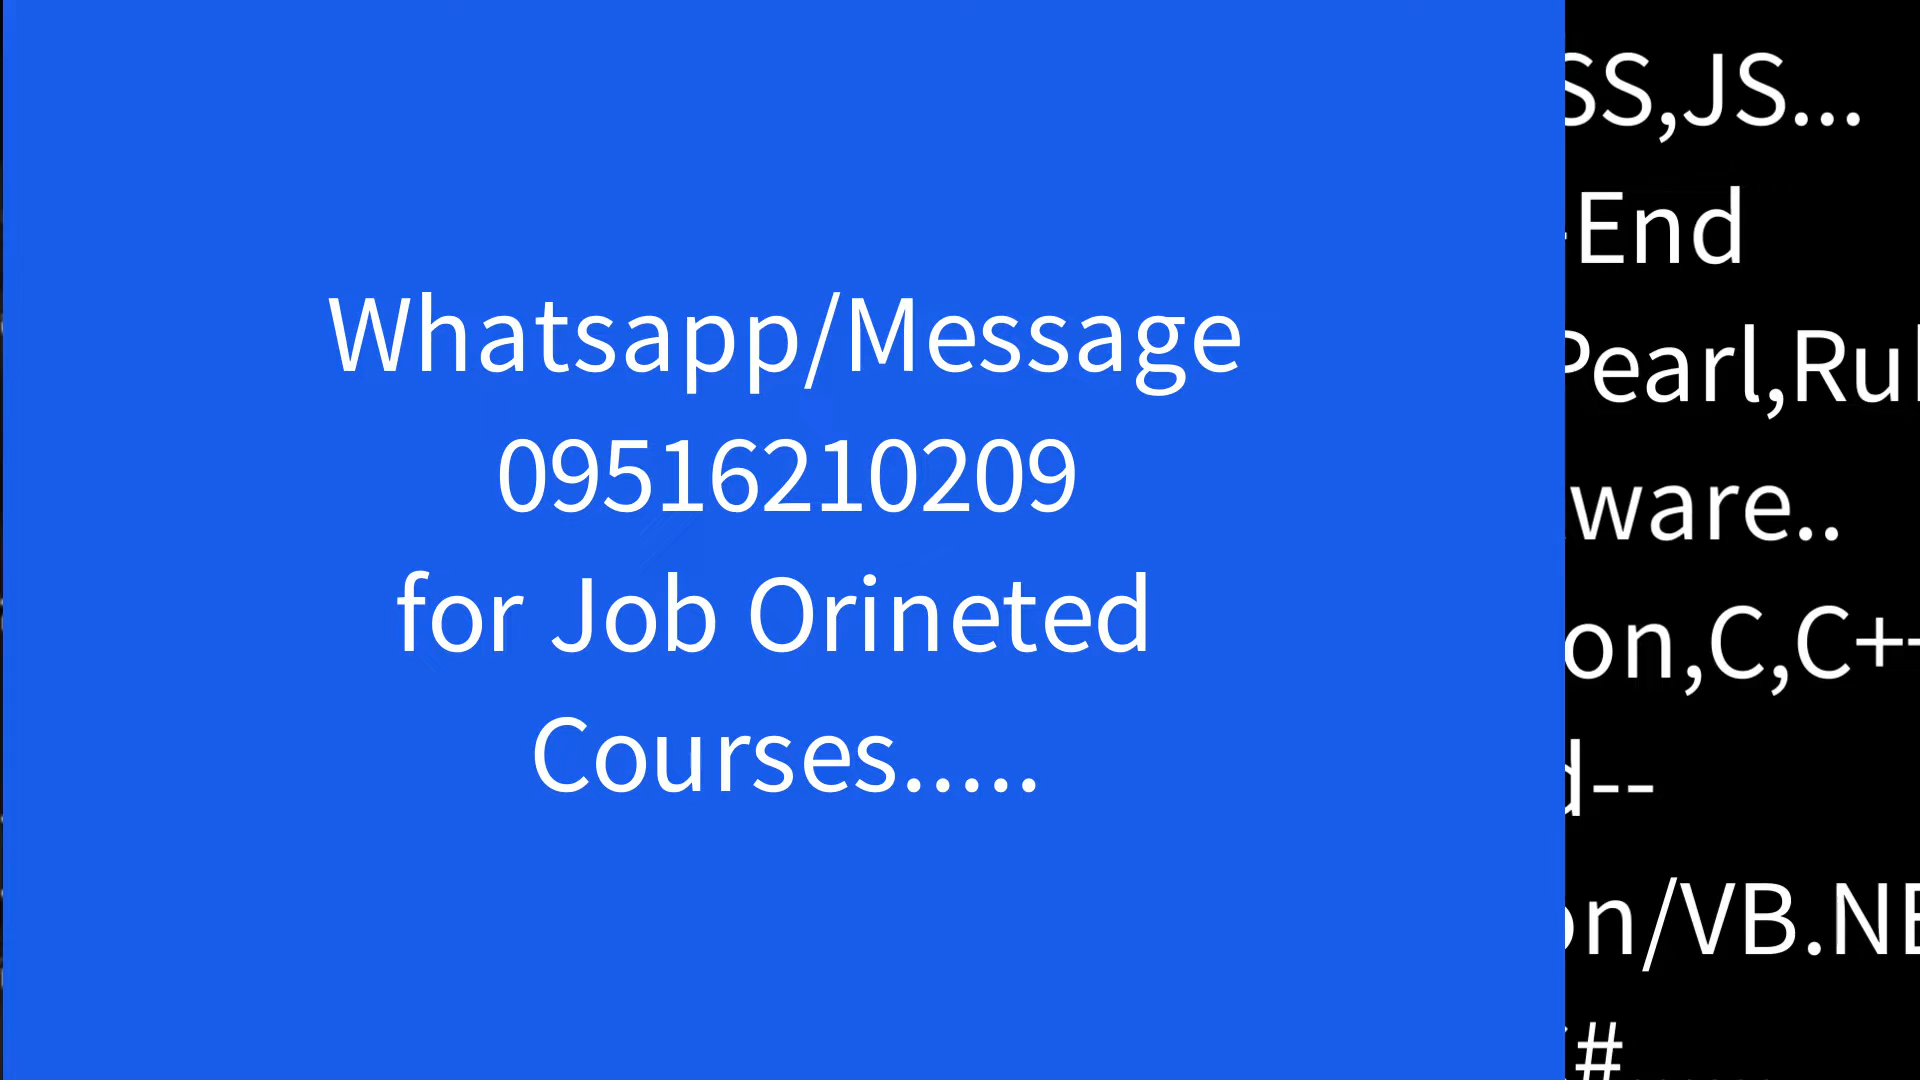 Whatsapp/Message
09516210209
for Job Orineted
Courses.....
SS,JS...
-End
Pearl,Ru
ware..
on,C,C++
d--
on/VB.NE
#